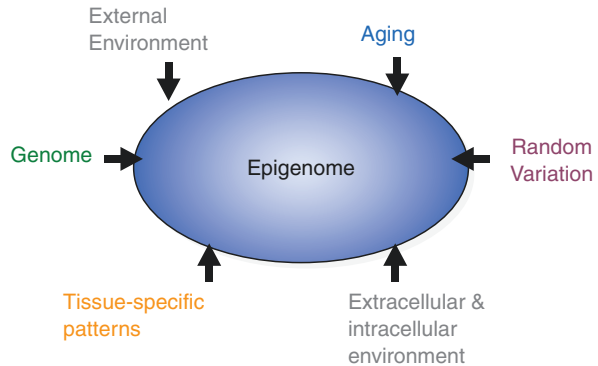 External
Environment
Aging
Genome
Epigenome
Random
Variation
Tissue-specific
patterns
Extracellular &
intracellular
environment